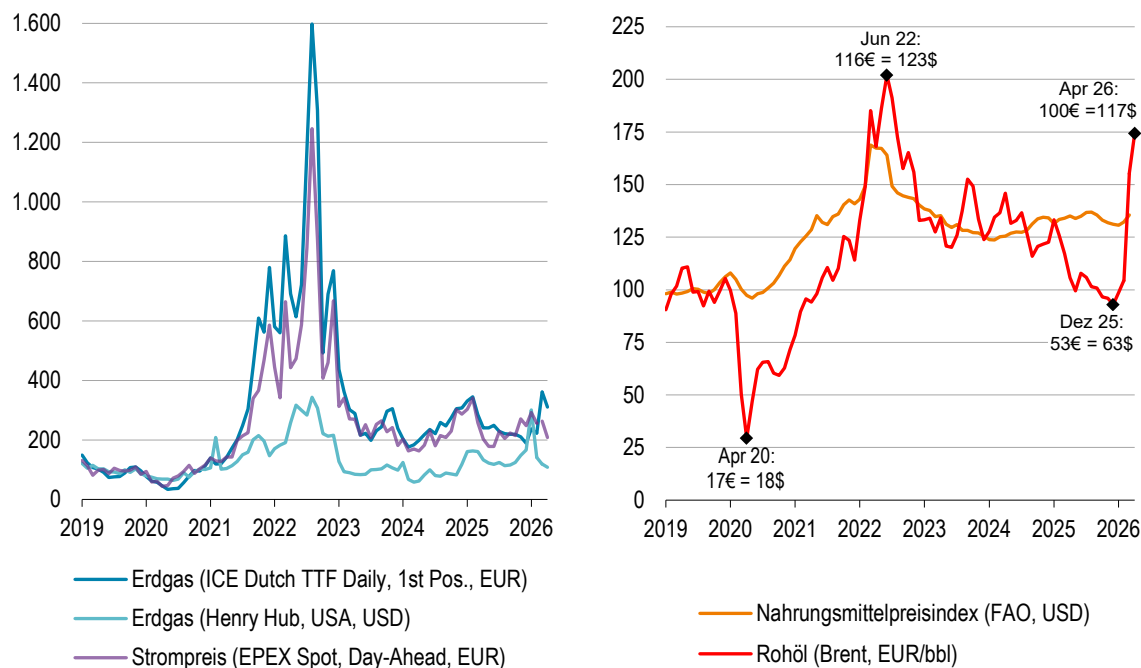 1.600
1.400
1.200
1.000
800
600
400
200
0
2019 2020 2021 2022 2023 2024 2025 2026
Erdgas (ICE Dutch TTF Daily, 1st Pos., EUR)
Erdgas (Henry Hub, USA, USD)
Strompreis (EPEX Spot, Day-Ahead, EUR)
225
200
175
150
125
100
75
50
25
0
Jun 22:
116€ = 123$
Apr 26:
100€ =117$
Dez 25:
53€ = 63$
Apr 20:
17€ = 18$
2019 2020 2021 2022 2023 2024 2025 2026
Nahrungsmittelpreisindex (FAO, USD)
Rohöl (Brent, EUR/bbl)